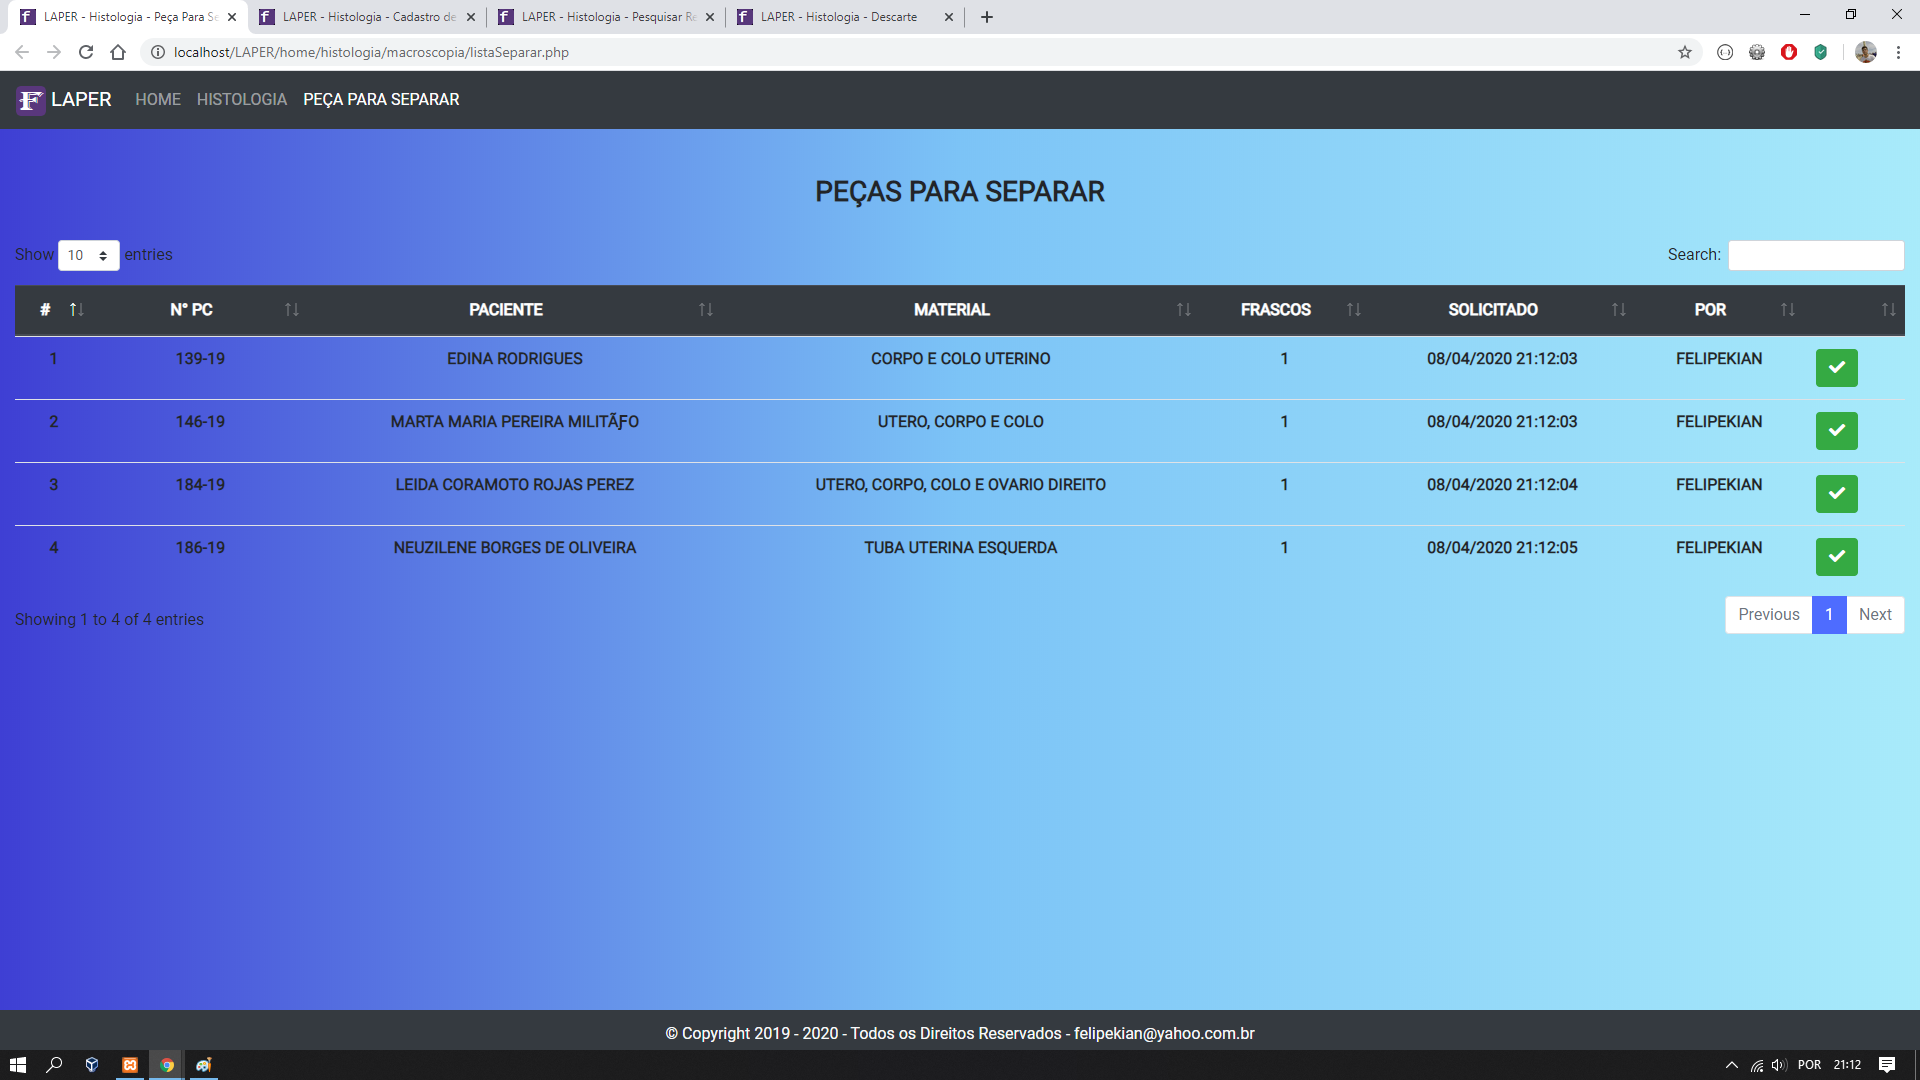 LAPER - Histologia - Peça Para Se
LAPER - Histologia - Cadastro de
LAPER - Histologia - Pesquisar Re
LAPER - Histologia - Descarte
localhost/LAPER/home/histologia/macroscopia/listaSeparar.php
LAPER HOME HISTOLOGIA PEÇA PARA SEPARAR
PEÇAS PARA SEPARAR
Show 10 entries
Search:
# N° PC PACIENTE MATERIAL FRASCOS SOLICITADO POR
1 139-19 EDINA RODRIGUES CORPO E COLO UTERINO 1 08/04/2020 21:12:03 FELIPEKIAN
2 146-19 MARTA MARIA PEREIRA MILITÃƑO UTERO, CORPO E COLO 1 08/04/2020 21:12:03 FELIPEKIAN
3 184-19 LEIDA CORAMOTO ROJAS PEREZ UTERO, CORPO, COLO E OVARIO DIREITO 1 08/04/2020 21:12:04 FELIPEKIAN
4 186-19 NEUZILENE BORGES DE OLIVEIRA TUBA UTERINA ESQUERDA 1 08/04/2020 21:12:05 FELIPEKIAN
Showing 1 to 4 of 4 entries
Previous 1 Next
© Copyright 2019 - 2020 - Todos os Direitos Reservados - felipekian@yahoo.com.br
POR 21:12